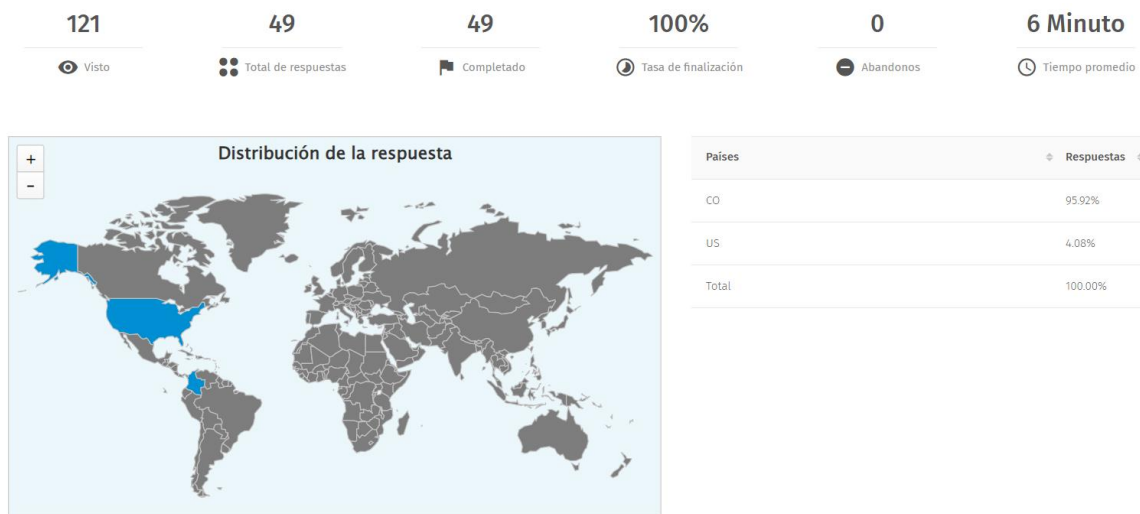 121 49 49 100% 0 6 Minuto
Visto Total de respuestas Completado Tasa de finalización Abandonos Tiempo promedio
+ Distribución de la respuesta
-
Países Respuestas
CO 95.92%
US 4.08%
Total 100.00%